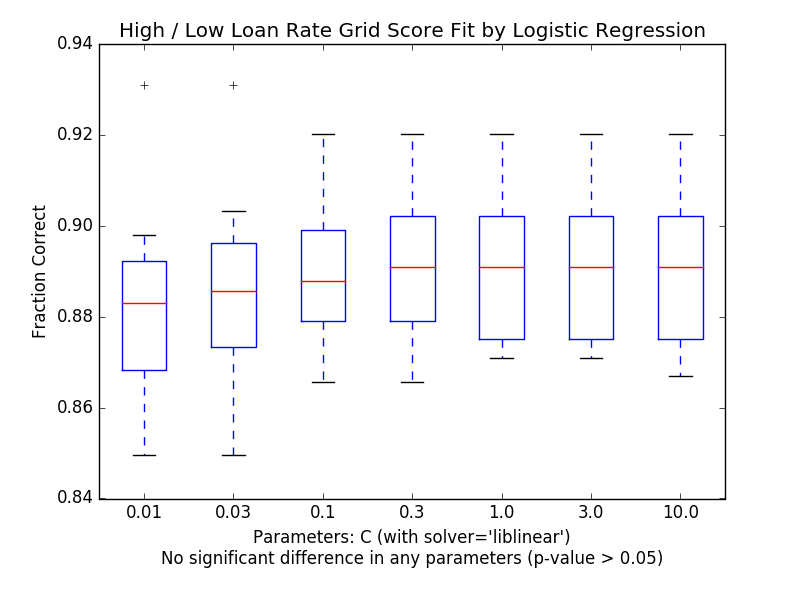 High / Low Loan Rate Grid Score Fit by Logistic Regression
0.94
0.92
0.90
0.88
0.86
0.84
Fraction Correct
0.01 0.03 0.1 0.3 1.0 3.0 10.0
Parameters: C (with solver='liblinear')
No significant difference in any parameters (p-value > 0.05)